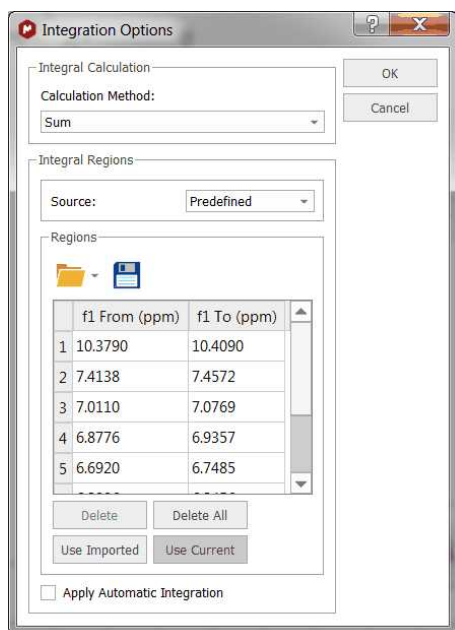 Integration Options
Integral Calculation
OK
Calculation Method:
Cancel
Sum
Integral Regions
Source: Predefined
Regions
f1 From (ppm) f1 To (ppm)
1 10.3790 10.4090
2 7.4138 7.4572
3 7.0110 7.0769
4 6.8776 6.9357
5 6.6920 6.7485
Delete Delete All
Use Imported Use Current
Apply Automatic Integration